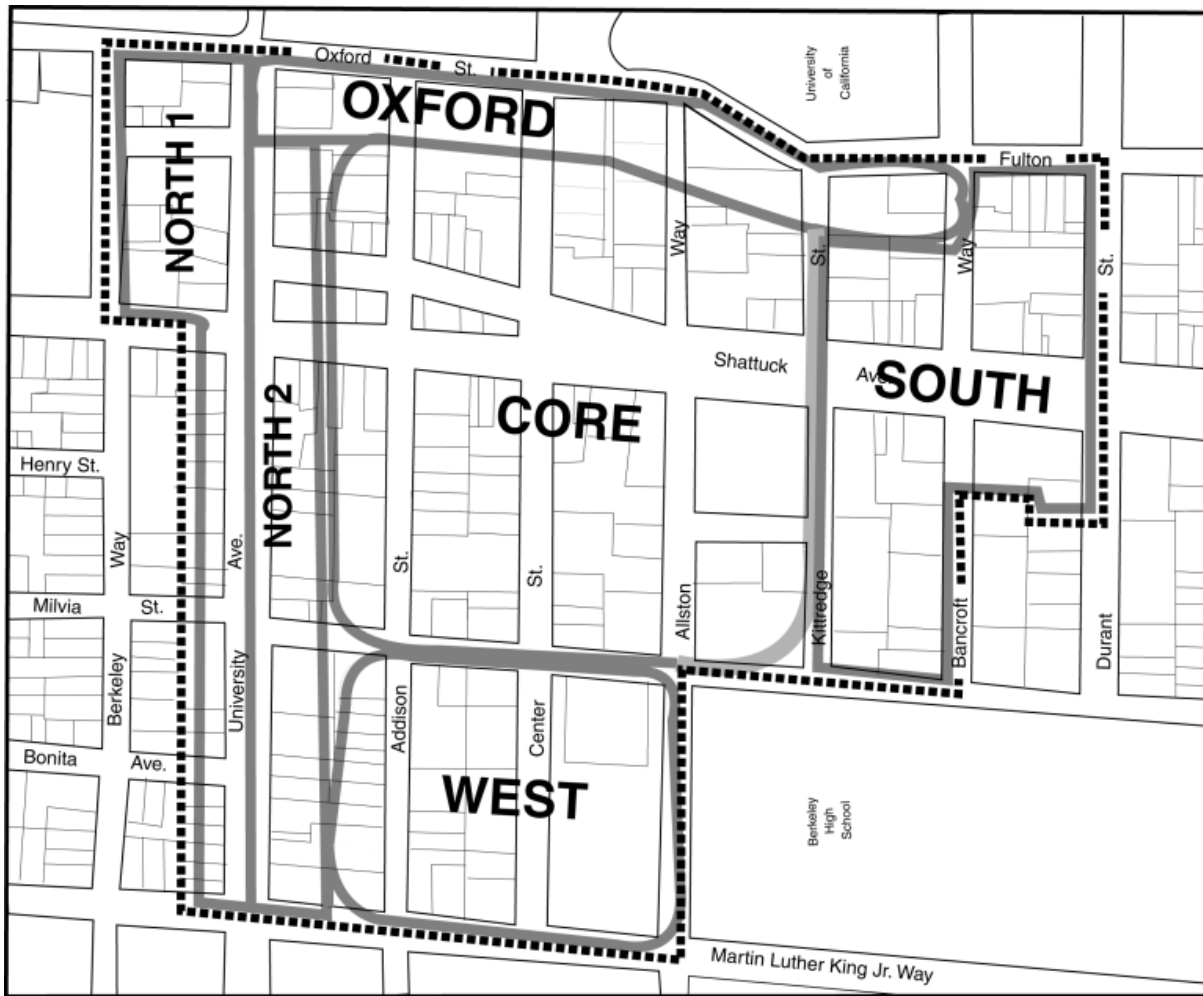 Oxford
St.
University
of
California
OXFORD
NORTH 1
Fulton
Way
St.
Way
St.
Shattuck
Ave.
SOUTH
NORTH 2
CORE
Henry St.
Way
Ave.
St.
St.
Milvia
St.
Allston
Kittredge
Bancroft
Durant
Berkeley
University
Addison
Center
Bonita
Ave.
WEST
Berkeley
High
School
Martin Luther King Jr. Way